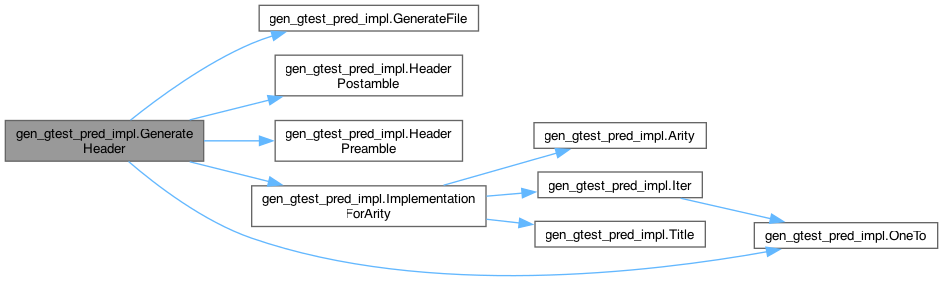 gen_gtest_pred_impl.GenerateFile
gen_gtest_pred_impl.Header
Postamble
gen_gtest_pred_impl.Generate
Header
gen_gtest_pred_impl.Header
Preamble
gen_gtest_pred_impl.Implementation
ForArity
gen_gtest_pred_impl.Arity
gen_gtest_pred_impl.Iter
gen_gtest_pred_impl.Title
gen_gtest_pred_impl.OneTo